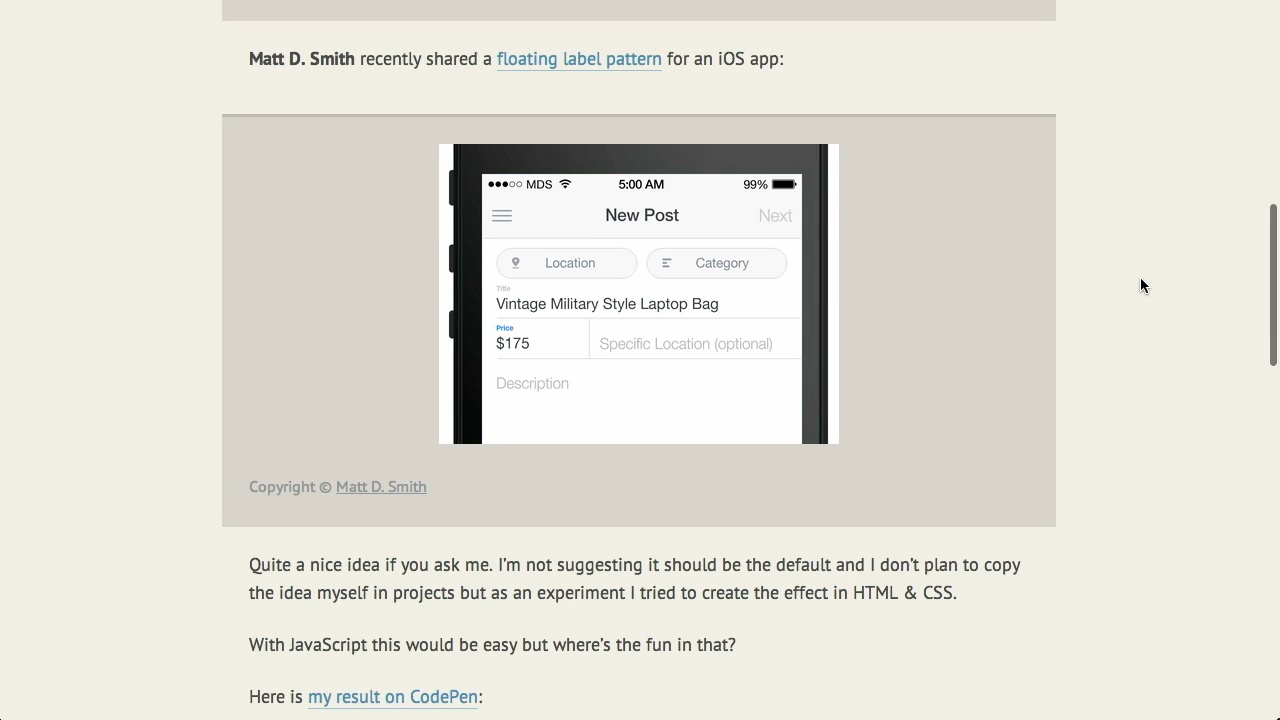 Matt D. Smith recently shared a floating label pattern for an iOS app:
MDS 5:00 AM 99%
New Post Next
Location Category
Title
Vintage Military Style Laptop Bag
Price
$175 Specific Location (optional)
Description
Copyright © Matt D. Smith
Quite a nice idea if you ask me. I’m not suggesting it should be the default and I don’t plan to copy
the idea myself in projects but as an experiment I tried to create the effect in HTML & CSS.
With JavaScript this would be easy but where’s the fun in that?
Here is my result on CodePen: